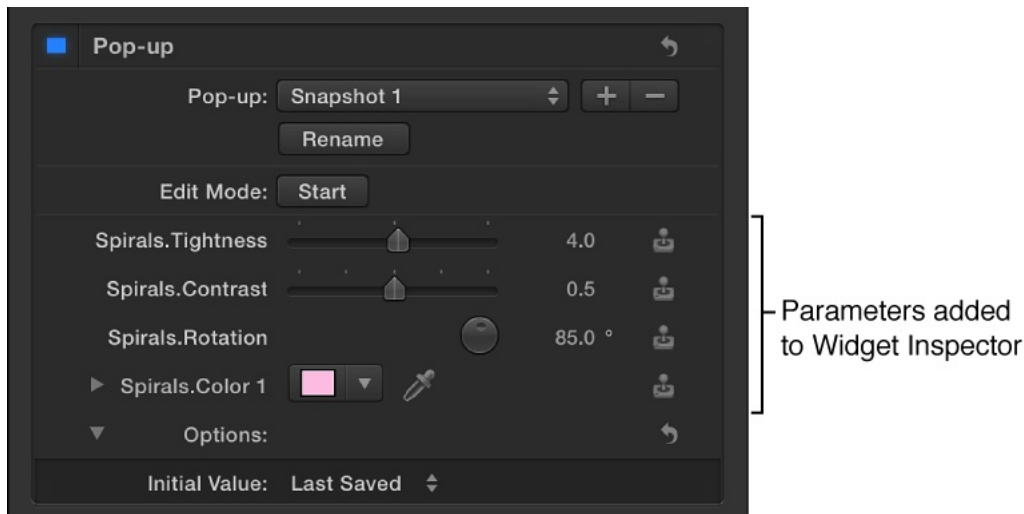 Pop-up
Pop-up: Snapshot 1 + −
Rename
Edit Mode: Start
Spirals.Tightness 4.0
Spirals.Contrast 0.5
Spirals.Rotation 85.0 °
Spirals.Color 1
Options:
Initial Value: Last Saved
Parameters added
to Widget Inspector